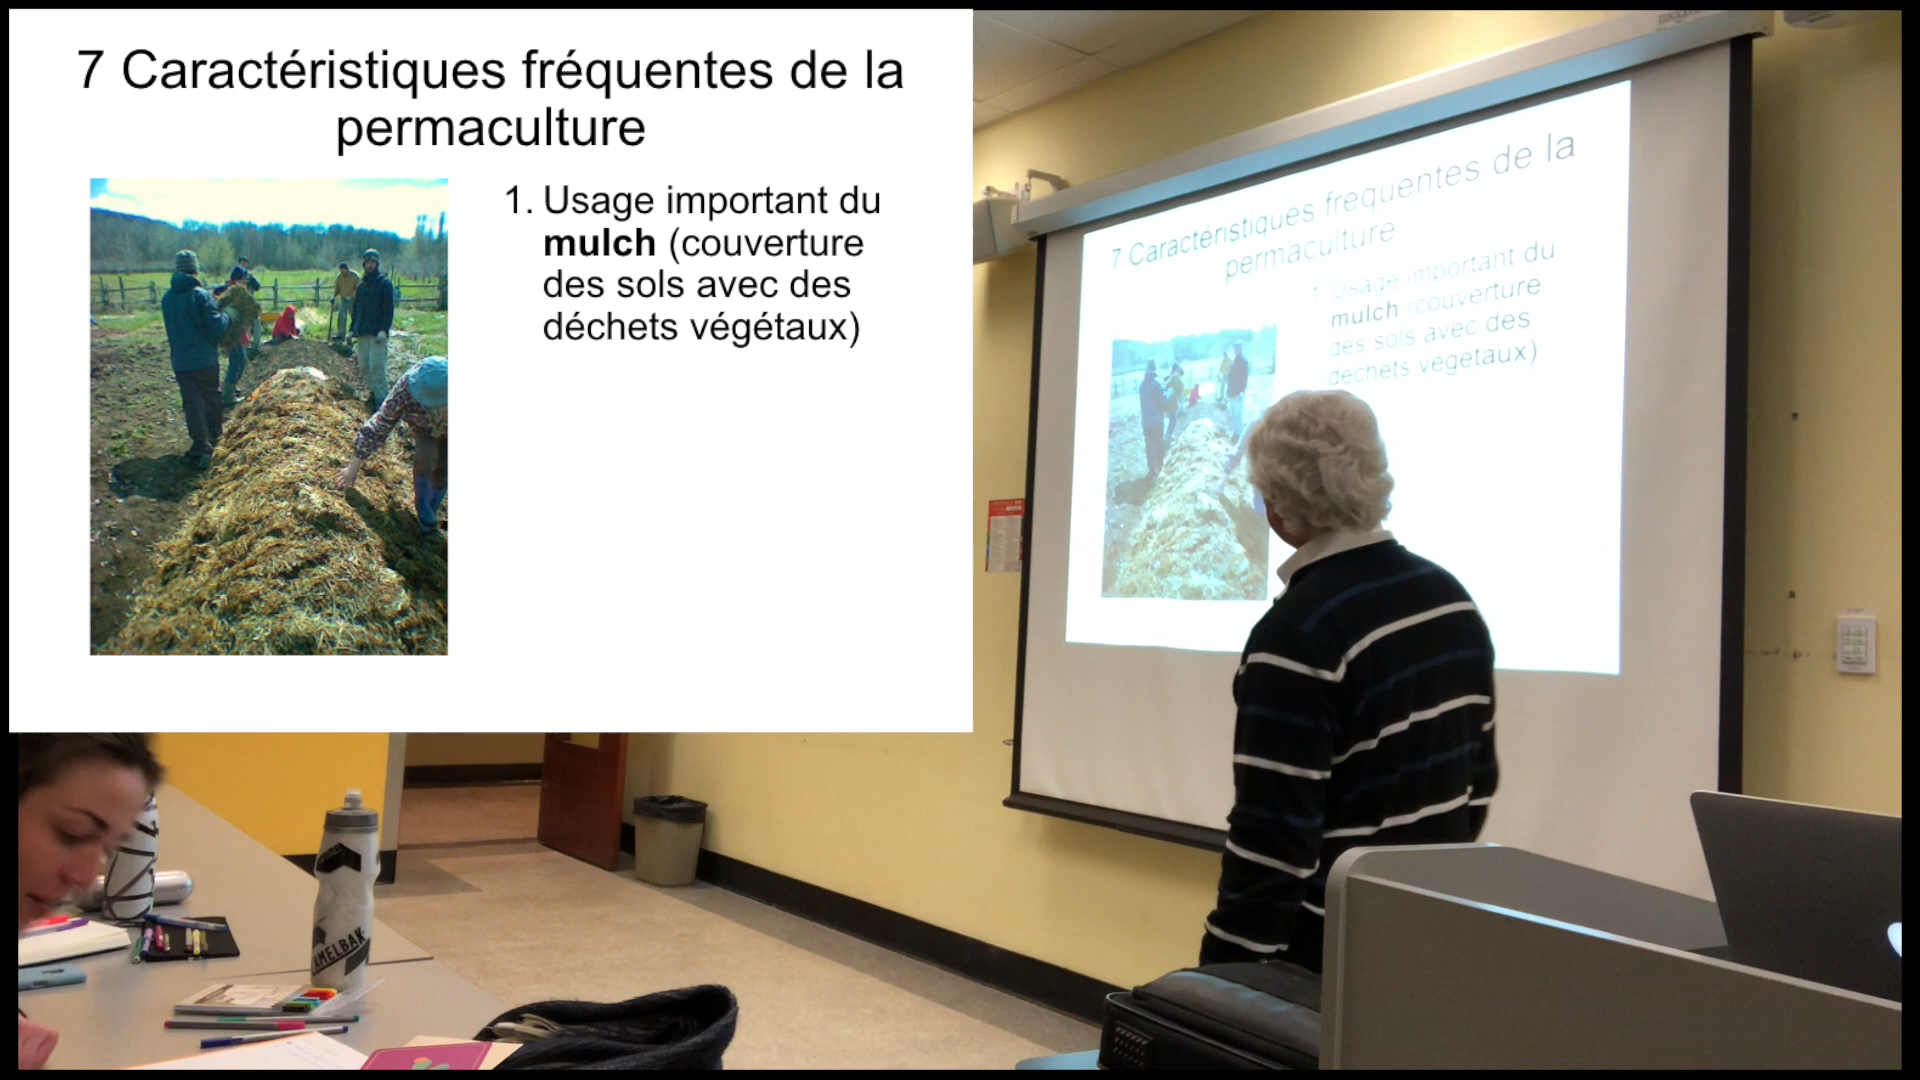 7 Caractéristiques fréquentes de la
permaculture
1. Usage important du
mulch (couverture
des sols avec des
déchets végétaux)
7 Caractéristiques fréquentes de la
permaculture
1. Usage important du
mulch (couverture
des sols avec des
déchets végétaux)
AMELBAK